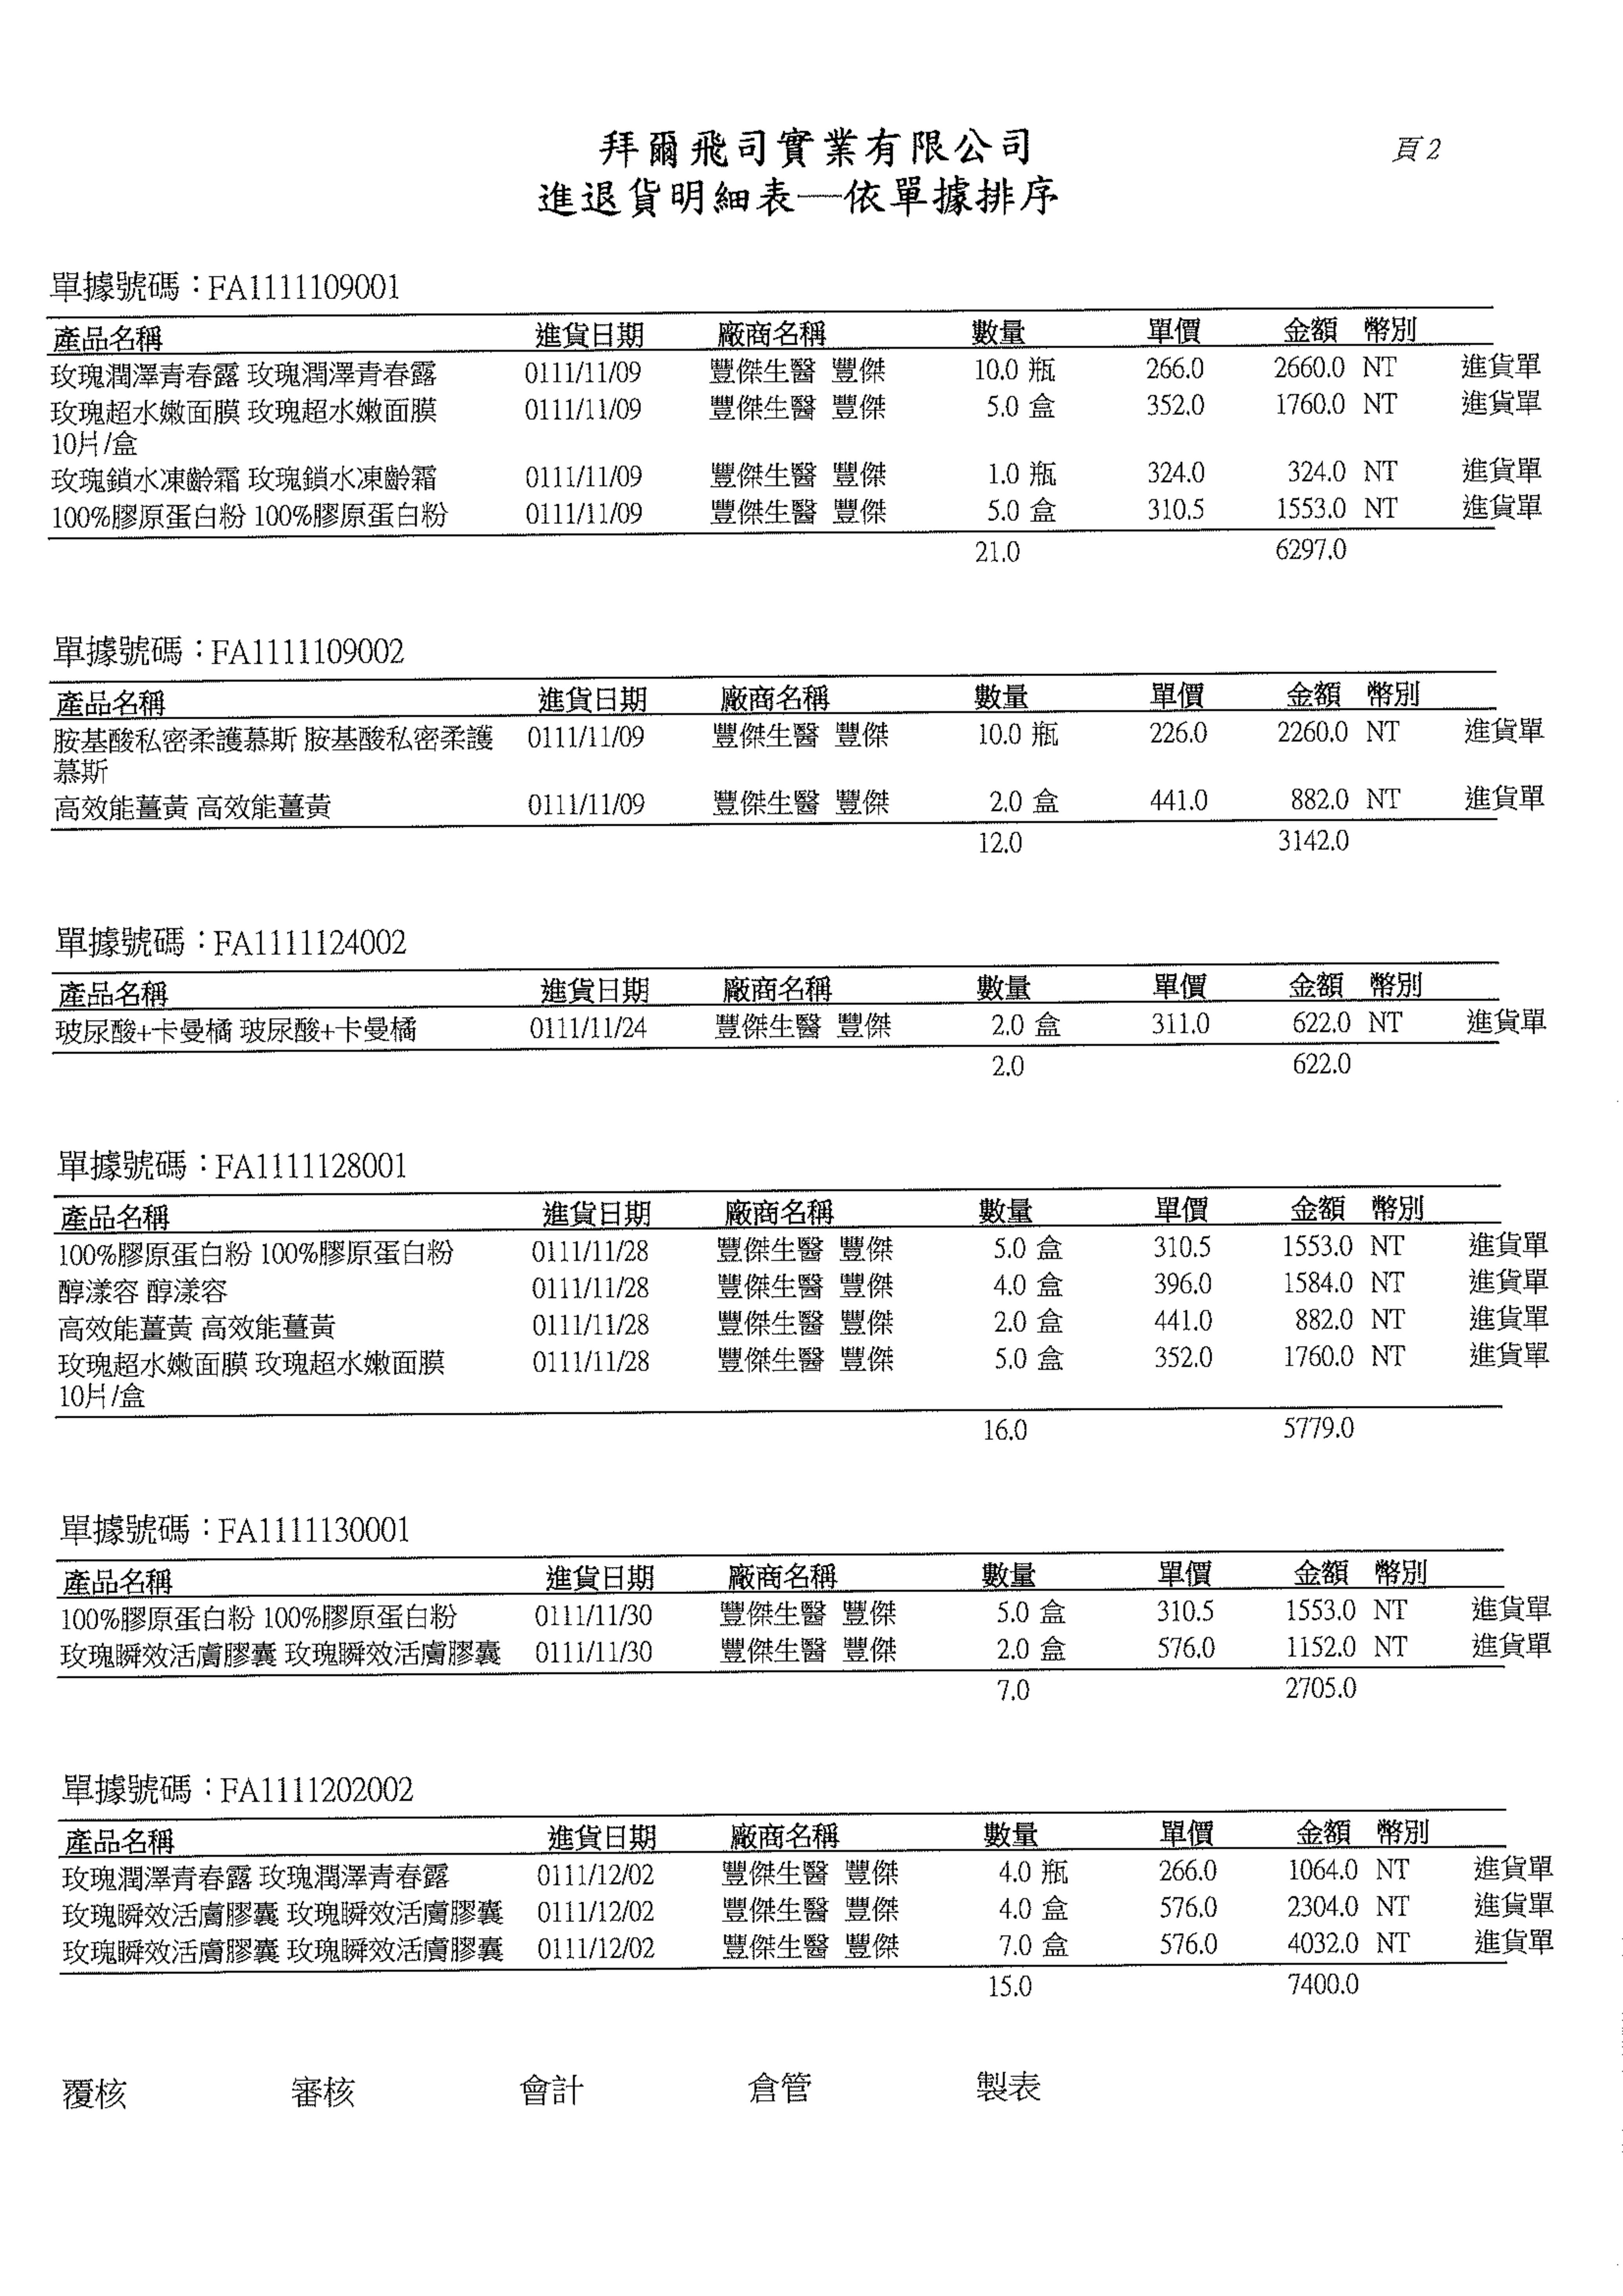 拜爾飛司實業有限公司 頁2
進退貨明細表—依單據排序
單據號碼：FA1111109001
產品名稱 進貨日期 廠商名稱 數量 單價 金額 幣別
玫瑰潤澤青春露 玫瑰潤澤青春露 0111/11/09 豐傑生醫 豐傑 10.0 瓶 266.0 2660.0 NT 進貨單
玫瑰超水嫩面膜 玫瑰超水嫩面膜 0111/11/09 豐傑生醫 豐傑 5.0 盒 352.0 1760.0 NT 進貨單
10片/盒
玫瑰鎖水凍齡霜 玫瑰鎖水凍齡霜 0111/11/09 豐傑生醫 豐傑 1.0 瓶 324.0 324.0 NT 進貨單
100%膠原蛋白粉 100%膠原蛋白粉 0111/11/09 豐傑生醫 豐傑 5.0 盒 310.5 1553.0 NT 進貨單
21.0 6297.0
單據號碼：FA1111109002
產品名稱 進貨日期 廠商名稱 數量 單價 金額 幣別
胺基酸私密柔護慕斯 胺基酸私密柔護 0111/11/09 豐傑生醫 豐傑 10.0 瓶 226.0 2260.0 NT 進貨單
慕斯
高效能薑黃 高效能薑黃 0111/11/09 豐傑生醫 豐傑 2.0 盒 441.0 882.0 NT 進貨單
12.0 3142.0
單據號碼：FA1111124002
產品名稱 進貨日期 廠商名稱 數量 單價 金額 幣別
玻尿酸+卡曼橘 玻尿酸+卡曼橘 0111/11/24 豐傑生醫 豐傑 2.0 盒 311.0 622.0 NT 進貨單
2.0 622.0
單據號碼：FA1111128001
產品名稱 進貨日期 廠商名稱 數量 單價 金額 幣別
100%膠原蛋白粉 100%膠原蛋白粉 0111/11/28 豐傑生醫 豐傑 5.0 盒 310.5 1553.0 NT 進貨單
醇漾容 醇漾容 0111/11/28 豐傑生醫 豐傑 4.0 盒 396.0 1584.0 NT 進貨單
高效能薑黃 高效能薑黃 0111/11/28 豐傑生醫 豐傑 2.0 盒 441.0 882.0 NT 進貨單
玫瑰超水嫩面膜 玫瑰超水嫩面膜 0111/11/28 豐傑生醫 豐傑 5.0 盒 352.0 1760.0 NT 進貨單
10片/盒
16.0 5779.0
單據號碼：FA1111130001
產品名稱 進貨日期 廠商名稱 數量 單價 金額 幣別
100%膠原蛋白粉 100%膠原蛋白粉 0111/11/30 豐傑生醫 豐傑 5.0 盒 310.5 1553.0 NT 進貨單
玫瑰瞬效活膚膠囊 玫瑰瞬效活膚膠囊 0111/11/30 豐傑生醫 豐傑 2.0 盒 576.0 1152.0 NT 進貨單
7.0 2705.0
單據號碼：FA1111202002
產品名稱 進貨日期 廠商名稱 數量 單價 金額 幣別
玫瑰潤澤青春露 玫瑰潤澤青春露 0111/12/02 豐傑生醫 豐傑 4.0 瓶 266.0 1064.0 NT 進貨單
玫瑰瞬效活膚膠囊 玫瑰瞬效活膚膠囊 0111/12/02 豐傑生醫 豐傑 4.0 盒 576.0 2304.0 NT 進貨單
玫瑰瞬效活膚膠囊 玫瑰瞬效活膚膠囊 0111/12/02 豐傑生醫 豐傑 7.0 盒 576.0 4032.0 NT 進貨單
15.0 7400.0
覆核 審核 會計 倉管 製表